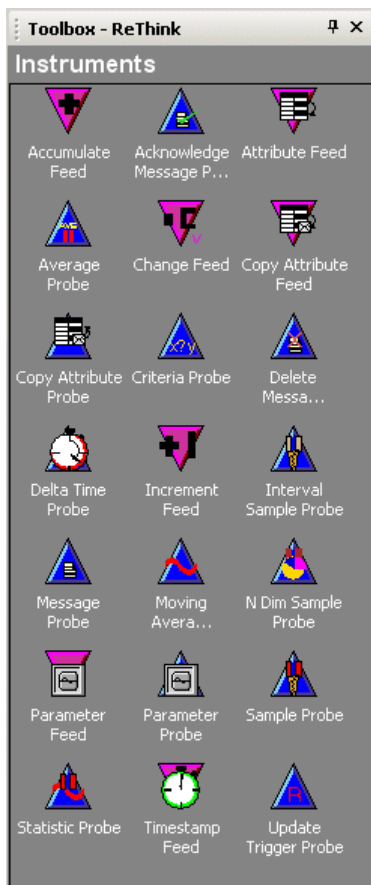 Toolbox - ReThink
Instruments
Accumulate Feed
Acknowledge Message P...
Attribute Feed
Average Probe
Change Feed
Copy Attribute Feed
Copy Attribute Probe
Criteria Probe
Delete Messa...
Delta Time Probe
Increment Feed
Interval Sample Probe
Message Probe
Moving Avera...
N Dim Sample Probe
Parameter Feed
Parameter Probe
Sample Probe
Statistic Probe
Timestamp Feed
Update Trigger Probe